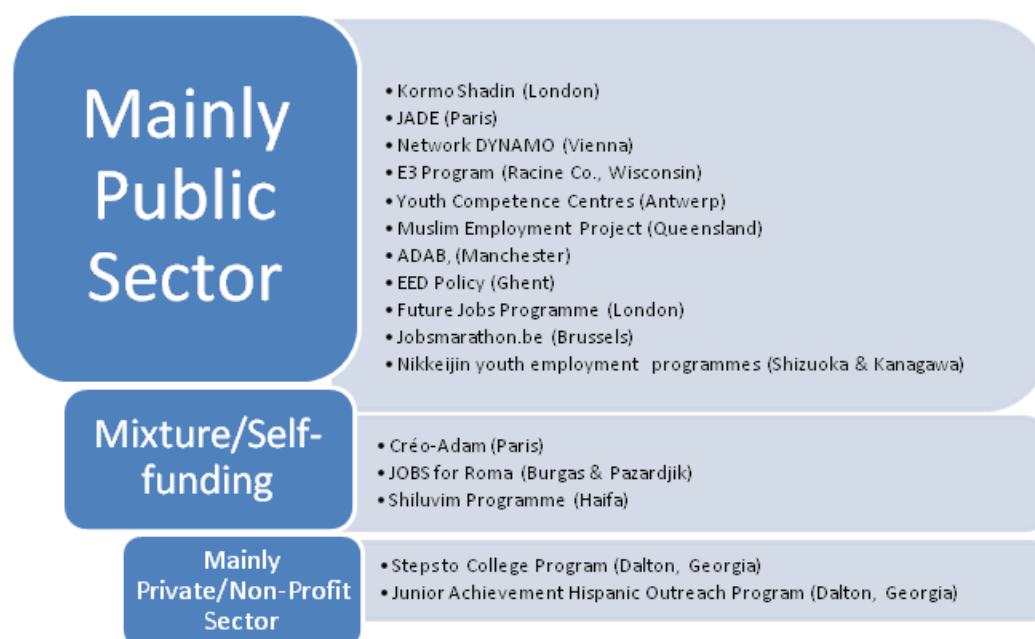 Mainly
Public
Sector
• Kormo Shadin (London)
• JADE (Paris)
• Network DYNAMO (Vienna)
• E3 Program (Racine Co., Wisconsin)
• Youth Competence Centres (Antwerp)
• Muslim Employment Project (Queensland)
• ADAB, (Manchester)
• EED Policy (Ghent)
• Future Jobs Programme (London)
• Jobsmarathon.be (Brussels)
• Nikkeijin youth employment programmes (Shizuoka & Kanagawa)
Mixture/Self-
funding
• Créo-Adam (Paris)
• JOBS for Roma (Burgas & Pazardjik)
• Shiluvim Programme (Haifa)
Mainly
Private/Non-Profit
Sector
• Steps to College Program (Dalton, Georgia)
• Junior Achievement Hispanic Outreach Program (Dalton, Georgia)